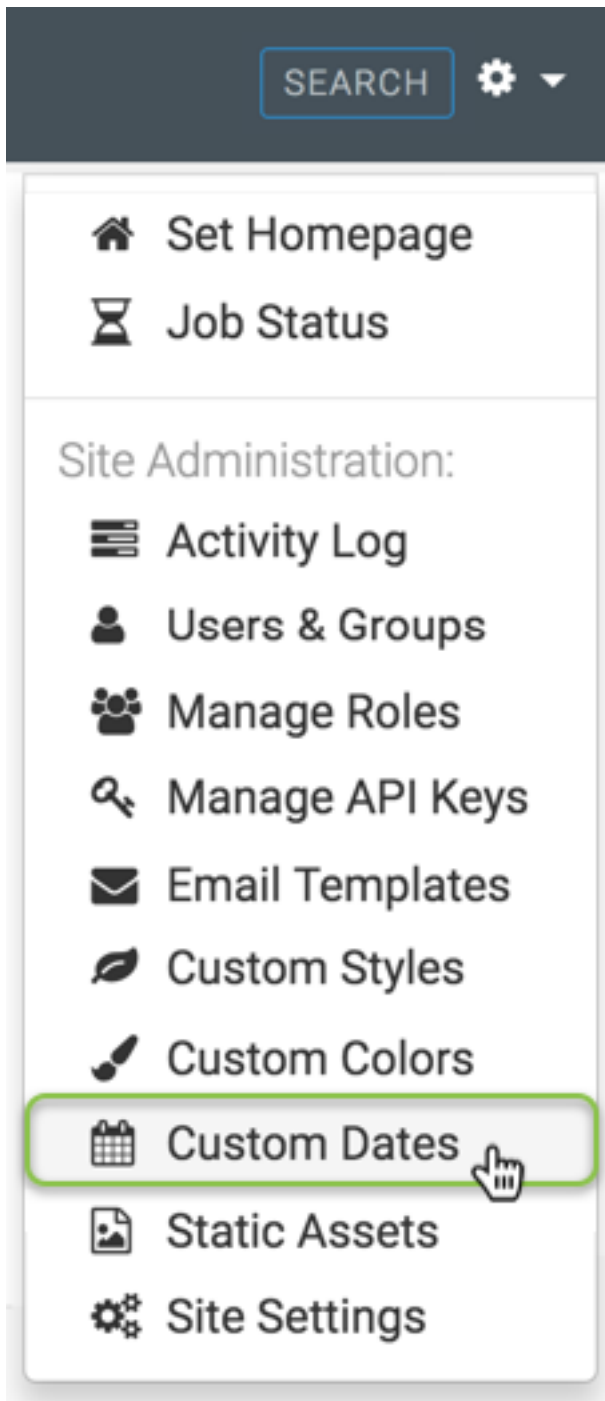 SEARCH
Set Homepage
Job Status
Site Administration:
Activity Log
Users & Groups
Manage Roles
Manage API Keys
Email Templates
Custom Styles
Custom Colors
Custom Dates
Static Assets
Site Settings